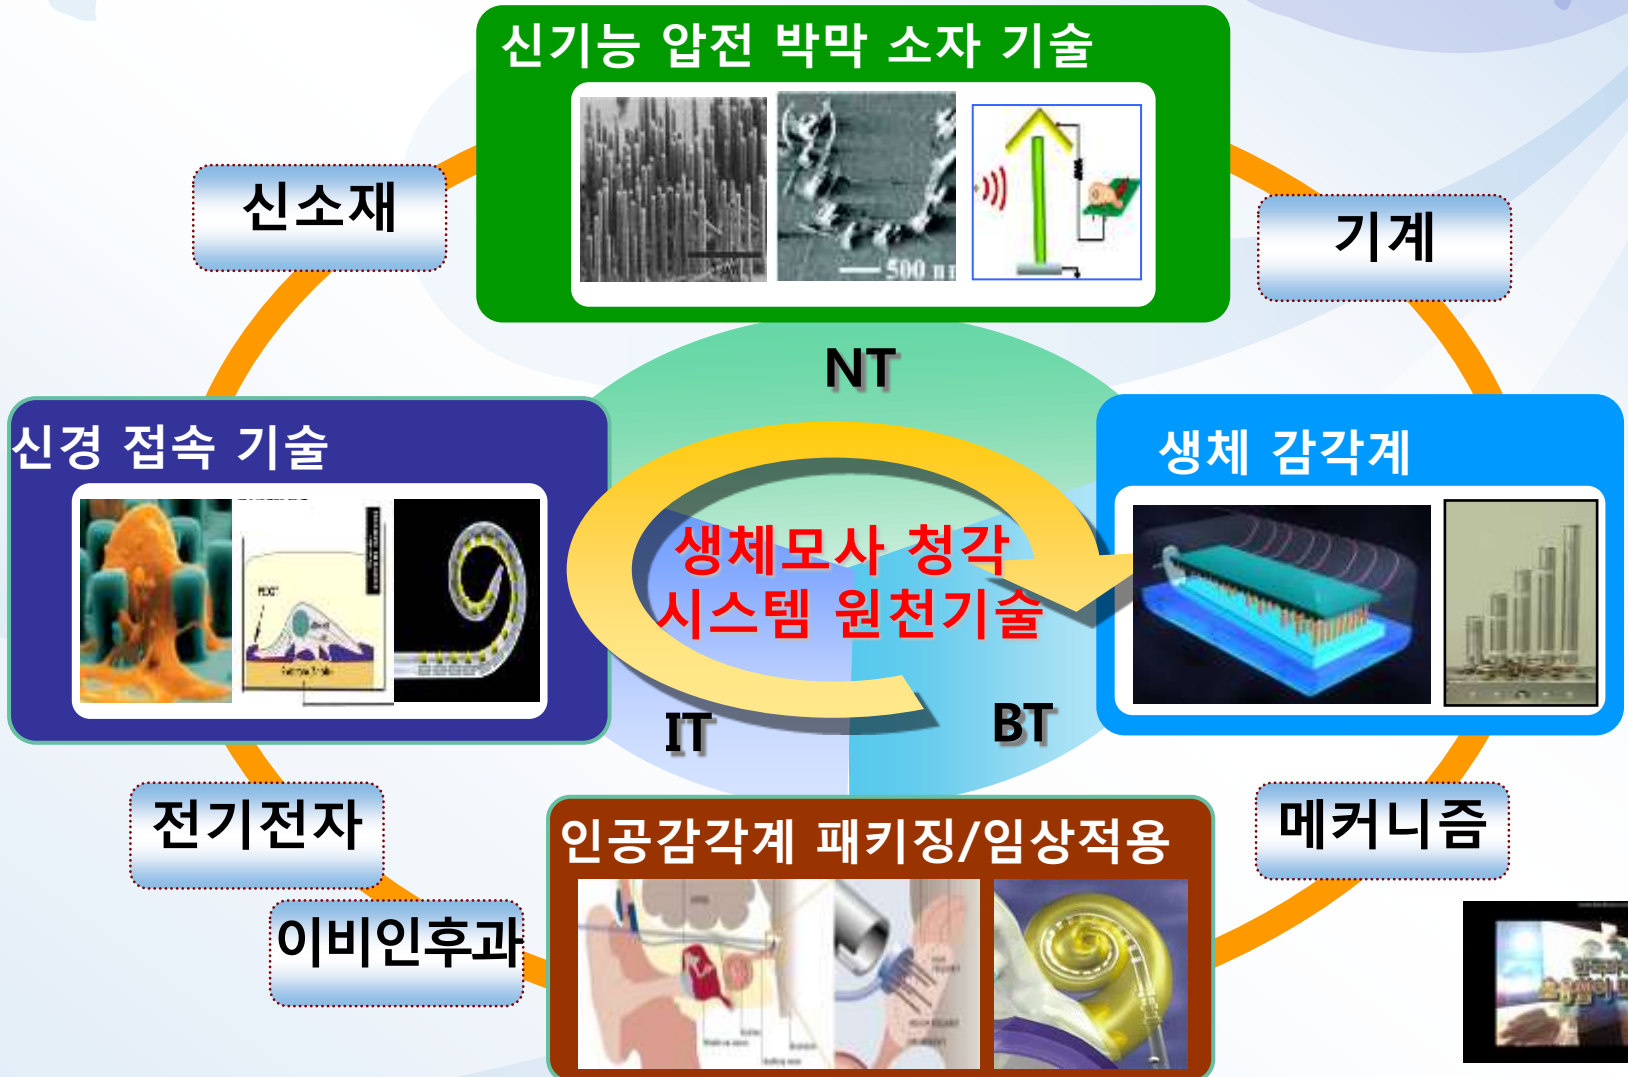 신기능 압전 박막 소자 기술
500 n
신소재
기계
NT
신경 접속 기술
생체 감각계
생체모사 청각
시스템 원천기술
IT
BT
전기전자
메커니즘
인공감각계 패키징/임상적용
이비인후과